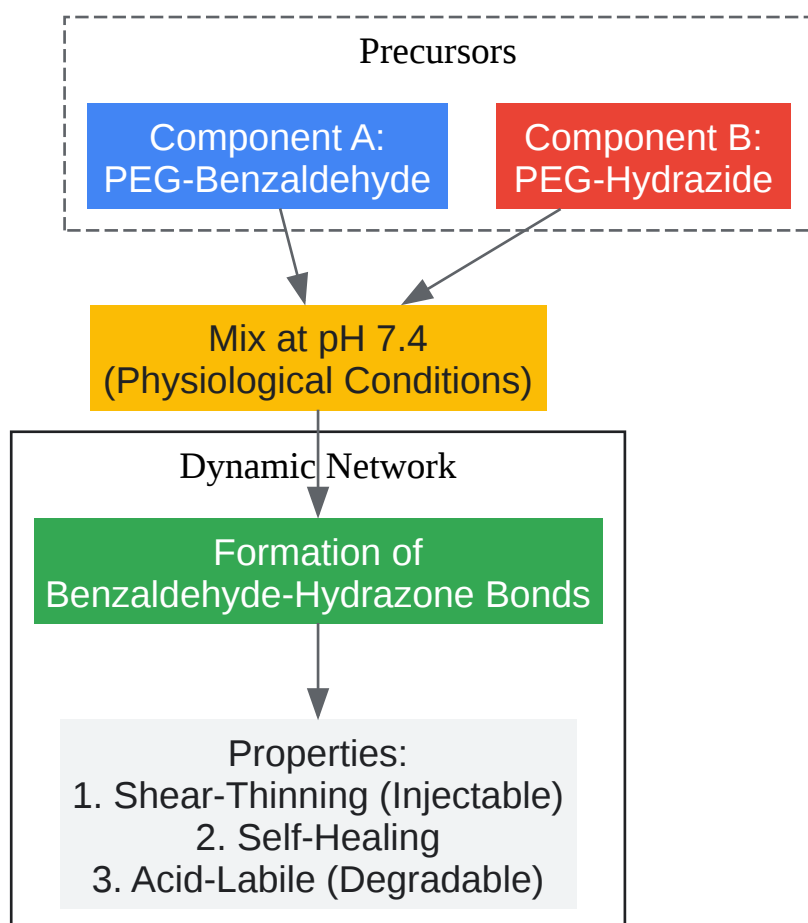 Precursors
Component A:
PEG-Benzaldehyde
Component B:
PEG-Hydrazide
Mix at pH 7.4
(Physiological Conditions)
Dynamic Network
Formation of
Benzaldehyde-Hydrazone Bonds
Properties:
1. Shear-Thinning (Injectable)
2. Self-Healing
3. Acid-Labile (Degradable)